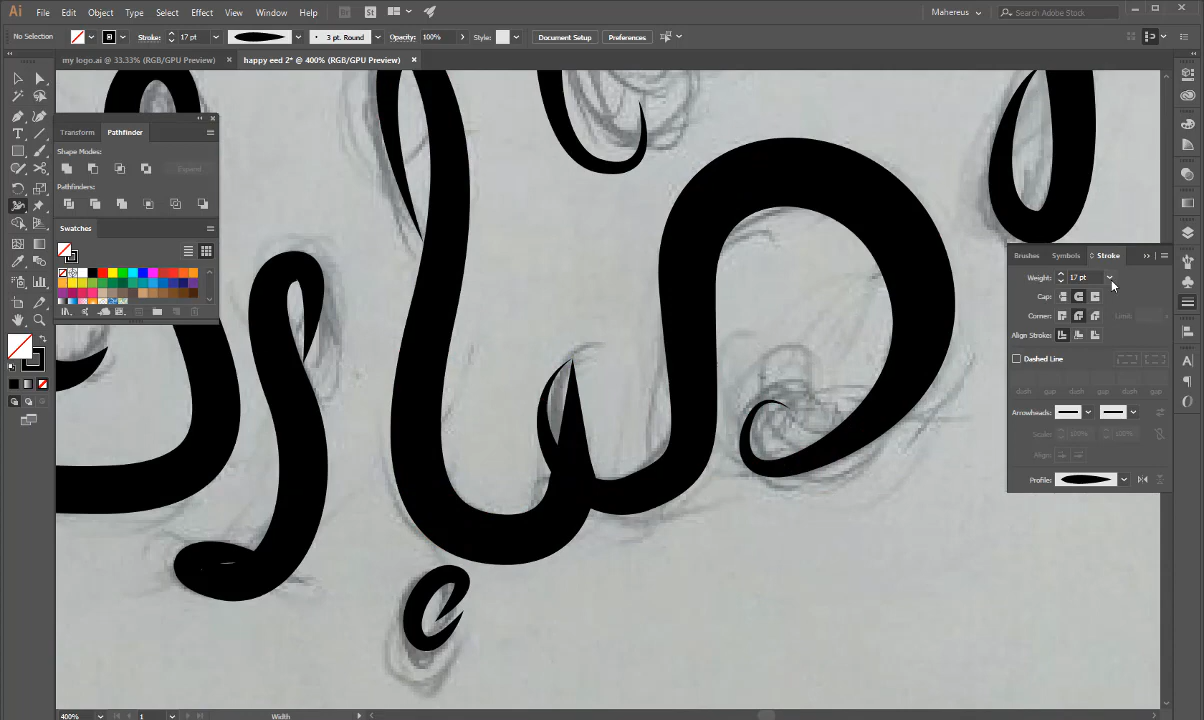 Ai File Edit Object Type Select Effect View Window Help Br St Mahereus Search Adobe Stock
No Selection Stroke: 17 pt 3 pt. Round Opacity: 100% Style: Document Setup Preferences
my logo.ai @ 33.33% (RGB/GPU Preview) × happy eed 2* @ 400% (RGB/GPU Preview) ×
Transform Pathfinder
Shape Modes:
Expand
Pathfinders:
Swatches
Brushes Symbols Stroke
Weight: 17 pt
Cap:
Corner: Limit:
Align Stroke:
Dashed Line
dash gap dash gap dash gap
Arrowheads:
Scale: 100% 100%
Align:
Profile:
400% 1 Width